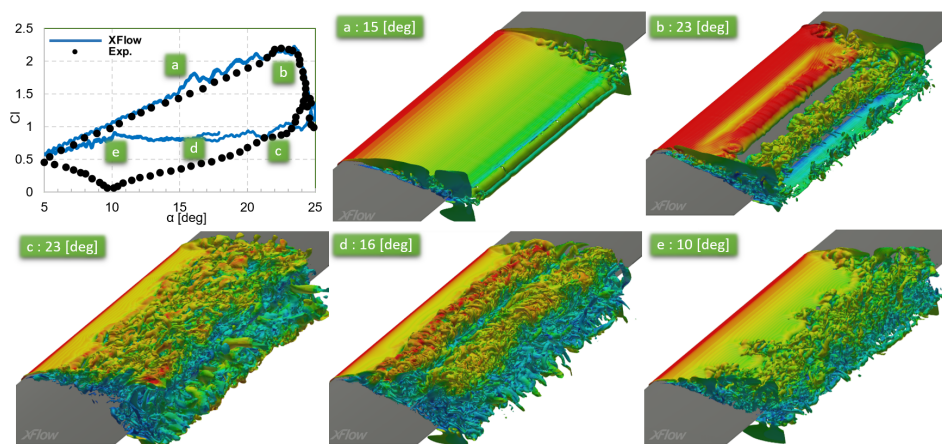 2.5
2
1.5
1
0.5
0
Cl
XFlow
Exp.
a
b
c
d
e
5
10
15
20
25
α [deg]
a : 15 [deg]
XFlow
b : 23 [deg]
XFlow
c : 23 [deg]
XFlow
d : 16 [deg]
XFlow
e : 10 [deg]
XFlow